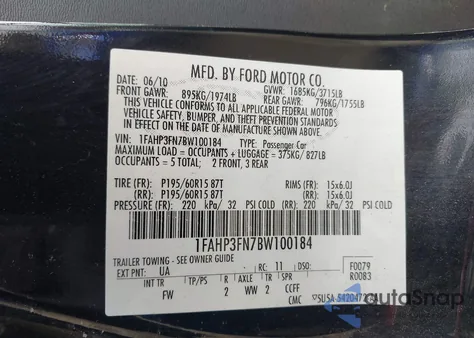 MFD. BY FORD MOTOR CO.
DATE: 06/10 GVWR: 1685KG/3715LB
FRONT GAWR: 895KG/1974LB REAR GAWR: 796KG/1755LB
THIS VEHICLE CONFORMS TO ALL APPLICABLE FEDERAL MOTOR
VEHICLE SAFETY, BUMPER, AND THEFT PREVENTION STANDARDS
IN EFFECT ON THE DATE OF MANUFACTURE SHOWN ABOVE.
VIN: 1FAHP3FN7BW100184 TYPE: Passenger Car
MAXIMUM LOAD = OCCUPANTS + LUGGAGE = 375KG/ 827LB
OCCUPANTS = 5 TOTAL: 2 FRONT, 3 REAR
TIRE (FR): P195/60R15 87T RIMS (FR): 15x6.0J
(RR): P195/60R15 87T (RR): 15x6.0J
PRESSURE (FR): 220 kPa/ 32 PSI COLD (RR): 220 kPa/ 32 PSI COLD
1FAHP3FN7BW100184
TRAILER TOWING - SEE OWNER GUIDE F0079
EXT PNT: UA RC: 11 DSO: R0083
INT TR TP/PS R AXLE TR SPR
FW 2 WW 2 CCFF
CMC
autoSnap